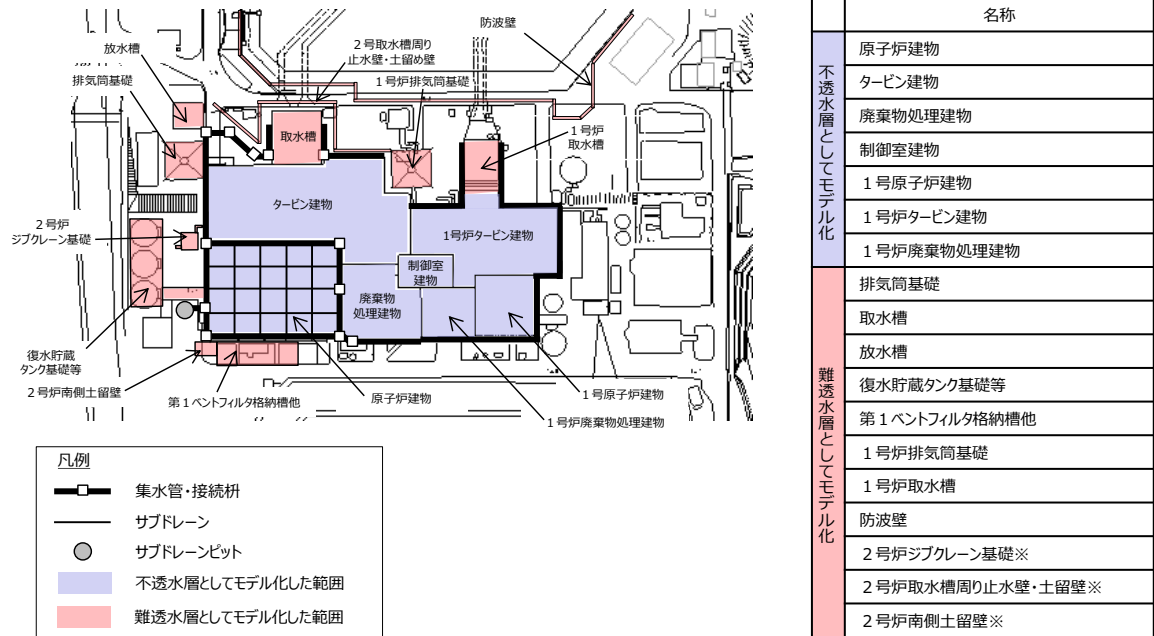 防波壁
放水槽
2号取水槽周り
止水壁・土留め壁
排気筒基礎
1号炉排気筒基礎
取水槽
1号炉
取水槽
タービン建物
2号炉
ジブクレーン基礎
1号炉タービン建物
制御室
建物
廃棄物
処理建物
復水貯蔵
タンク基礎等
2号炉南側土留壁
第1ベントフィルタ格納槽他
原子炉建物
1号原子炉建物
1号炉廃棄物処理建物
凡例
集水管・接続枡
サブドレーン
サブドレーンピット
不透水層としてモデル化した範囲
難透水層としてモデル化した範囲
名称
不透水層としてモデル化
原子炉建物
タービン建物
廃棄物処理建物
制御室建物
1号原子炉建物
1号炉タービン建物
1号炉廃棄物処理建物
難透水層としてモデル化
排気筒基礎
取水槽
放水槽
復水貯蔵タンク基礎等
第1ベントフィルタ格納槽他
1号炉排気筒基礎
1号炉取水槽
防波壁
2号炉ジブクレーン基礎※
2号炉取水槽周り止水壁・土留壁※
2号炉南側土留壁※